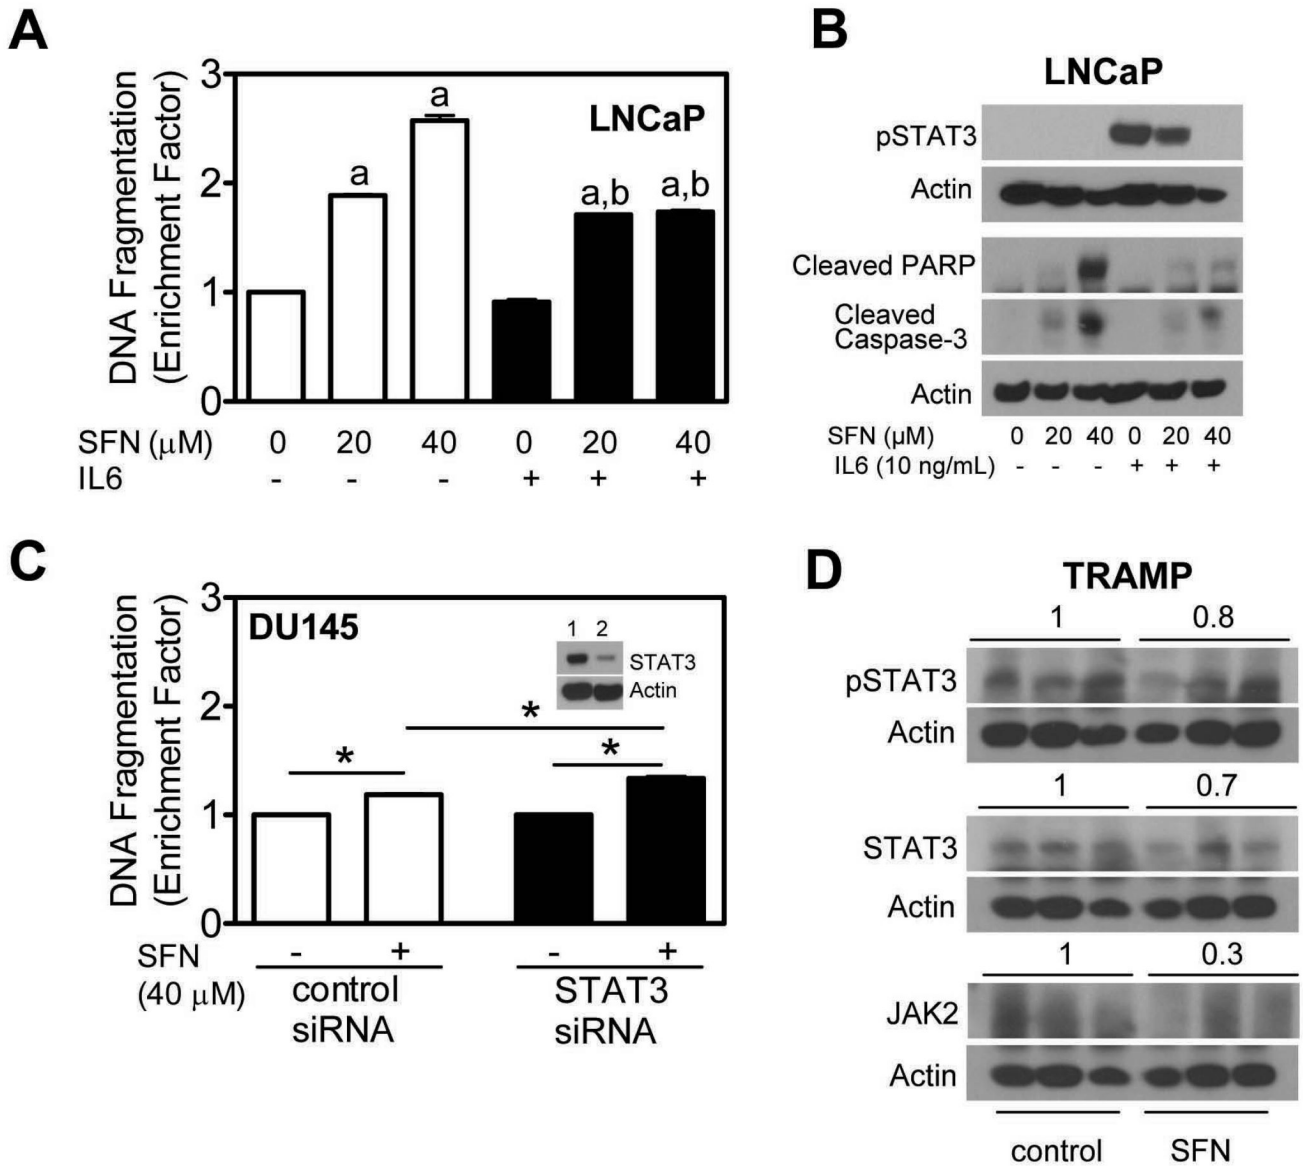 A
DNA Fragmentation
(Enrichment Factor)
3
2
1
0
LNCaP
a
a
a,b
a,b
SFN (μM) 0 20 40 0 20 40
IL6 - - - + + +
B
LNCaP
pSTAT3
Actin
Cleaved PARP
Cleaved
Caspase-3
Actin
SFN (μM) 0 20 40 0 20 40
IL6 (10 ng/mL) - - - + + +
C
DNA Fragmentation
(Enrichment Factor)
3
2
1
0
DU145
1 2
STAT3
Actin
*
*
*
SFN - + - +
(40 μM)
control
siRNA
STAT3
siRNA
D
TRAMP
1 0.8
pSTAT3
Actin
1 0.7
STAT3
Actin
1 0.3
JAK2
Actin
control SFN